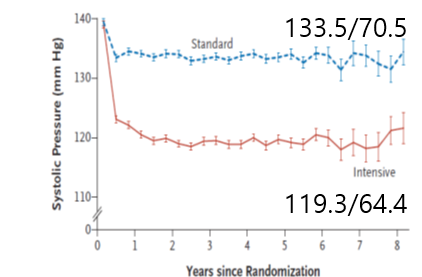 140
133.5/70.5
Standard
130
120
Intensive
110
119.3/64.4
0
0 1 2 3 4 5 6 7 8
Systolic Pressure (mm Hg)
Years since Randomization